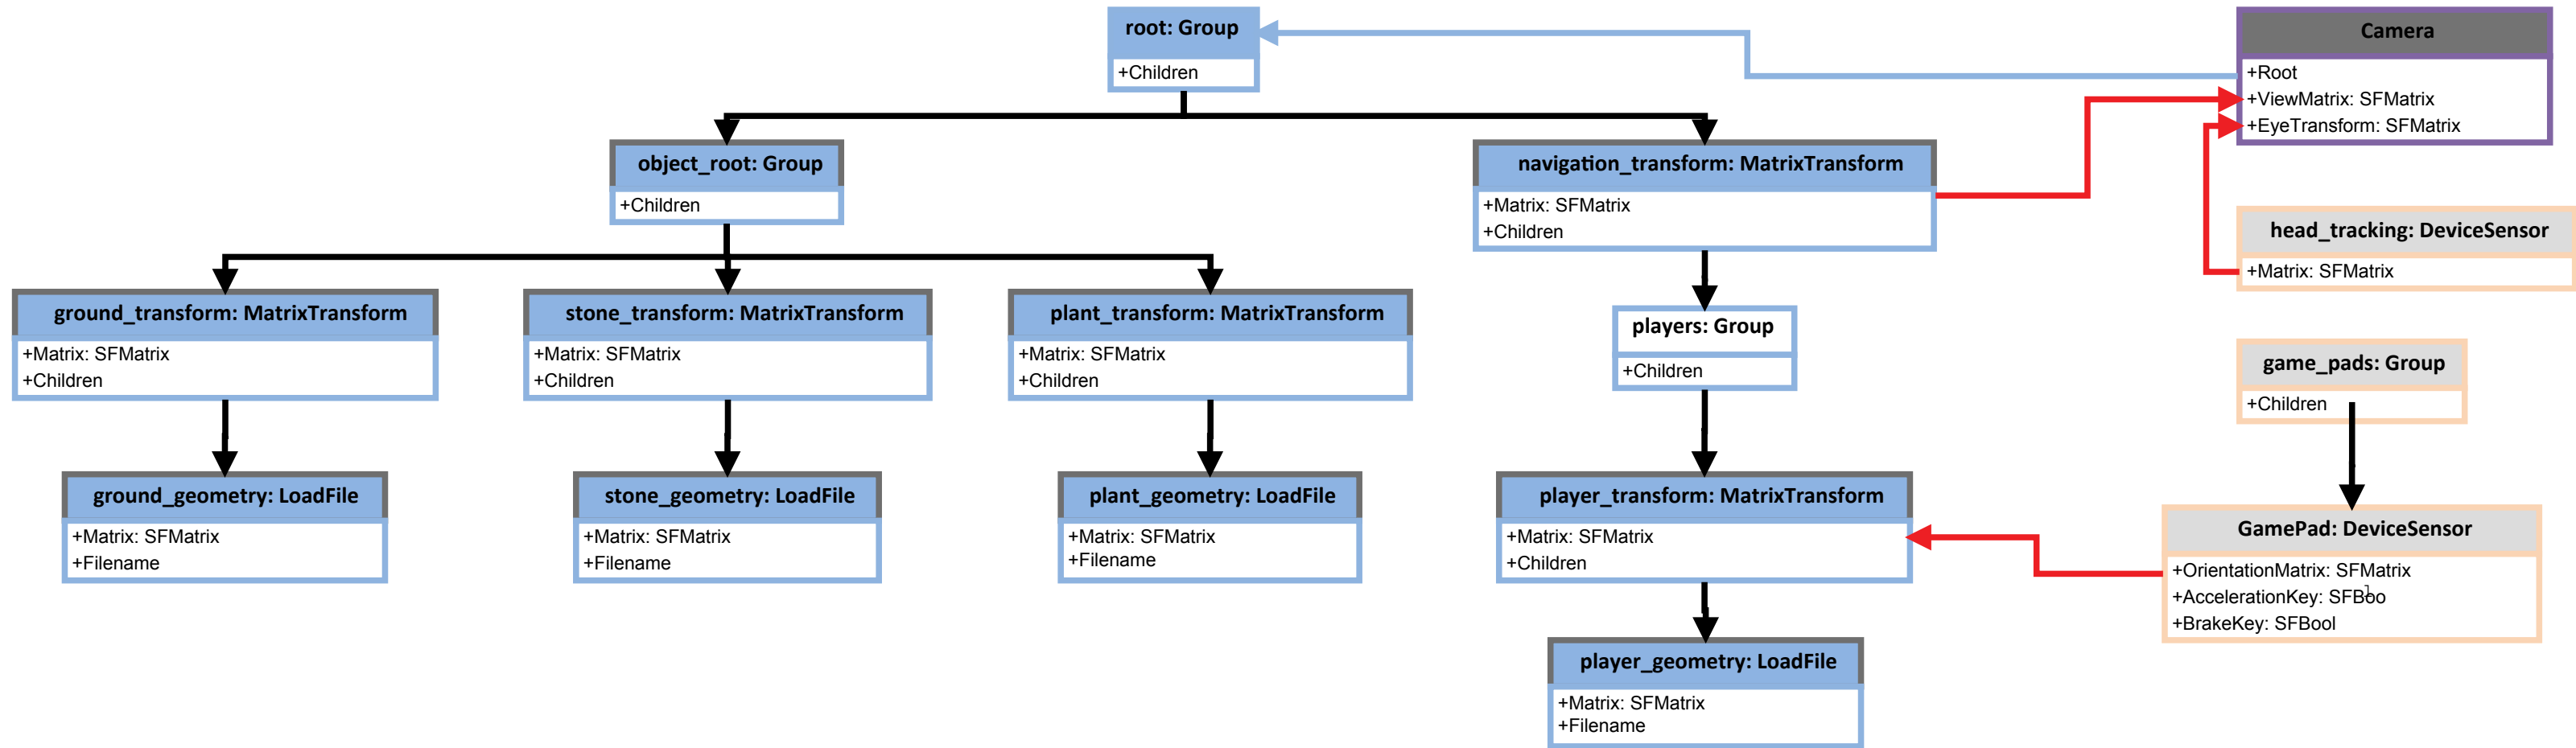 root: Group
+Children
Camera
+Root
+ViewMatrix: SFMatrix
+EyeTransform: SFMatrix
object_root: Group
+Children
navigation_transform: MatrixTransform
+Matrix: SFMatrix
+Children
head_tracking: DeviceSensor
+Matrix: SFMatrix
ground_transform: MatrixTransform
+Matrix: SFMatrix
+Children
stone_transform: MatrixTransform
+Matrix: SFMatrix
+Children
plant_transform: MatrixTransform
+Matrix: SFMatrix
+Children
players: Group
+Children
game_pads: Group
+Children
ground_geometry: LoadFile
+Matrix: SFMatrix
+Filename
stone_geometry: LoadFile
+Matrix: SFMatrix
+Filename
plant_geometry: LoadFile
+Matrix: SFMatrix
+Filename
player_transform: MatrixTransform
+Matrix: SFMatrix
+Children
GamePad: DeviceSensor
+OrientationMatrix: SFMatrix
+AccelerationKey: SFBoo
+BrakeKey: SFBool
player_geometry: LoadFile
+Matrix: SFMatrix
+Filename